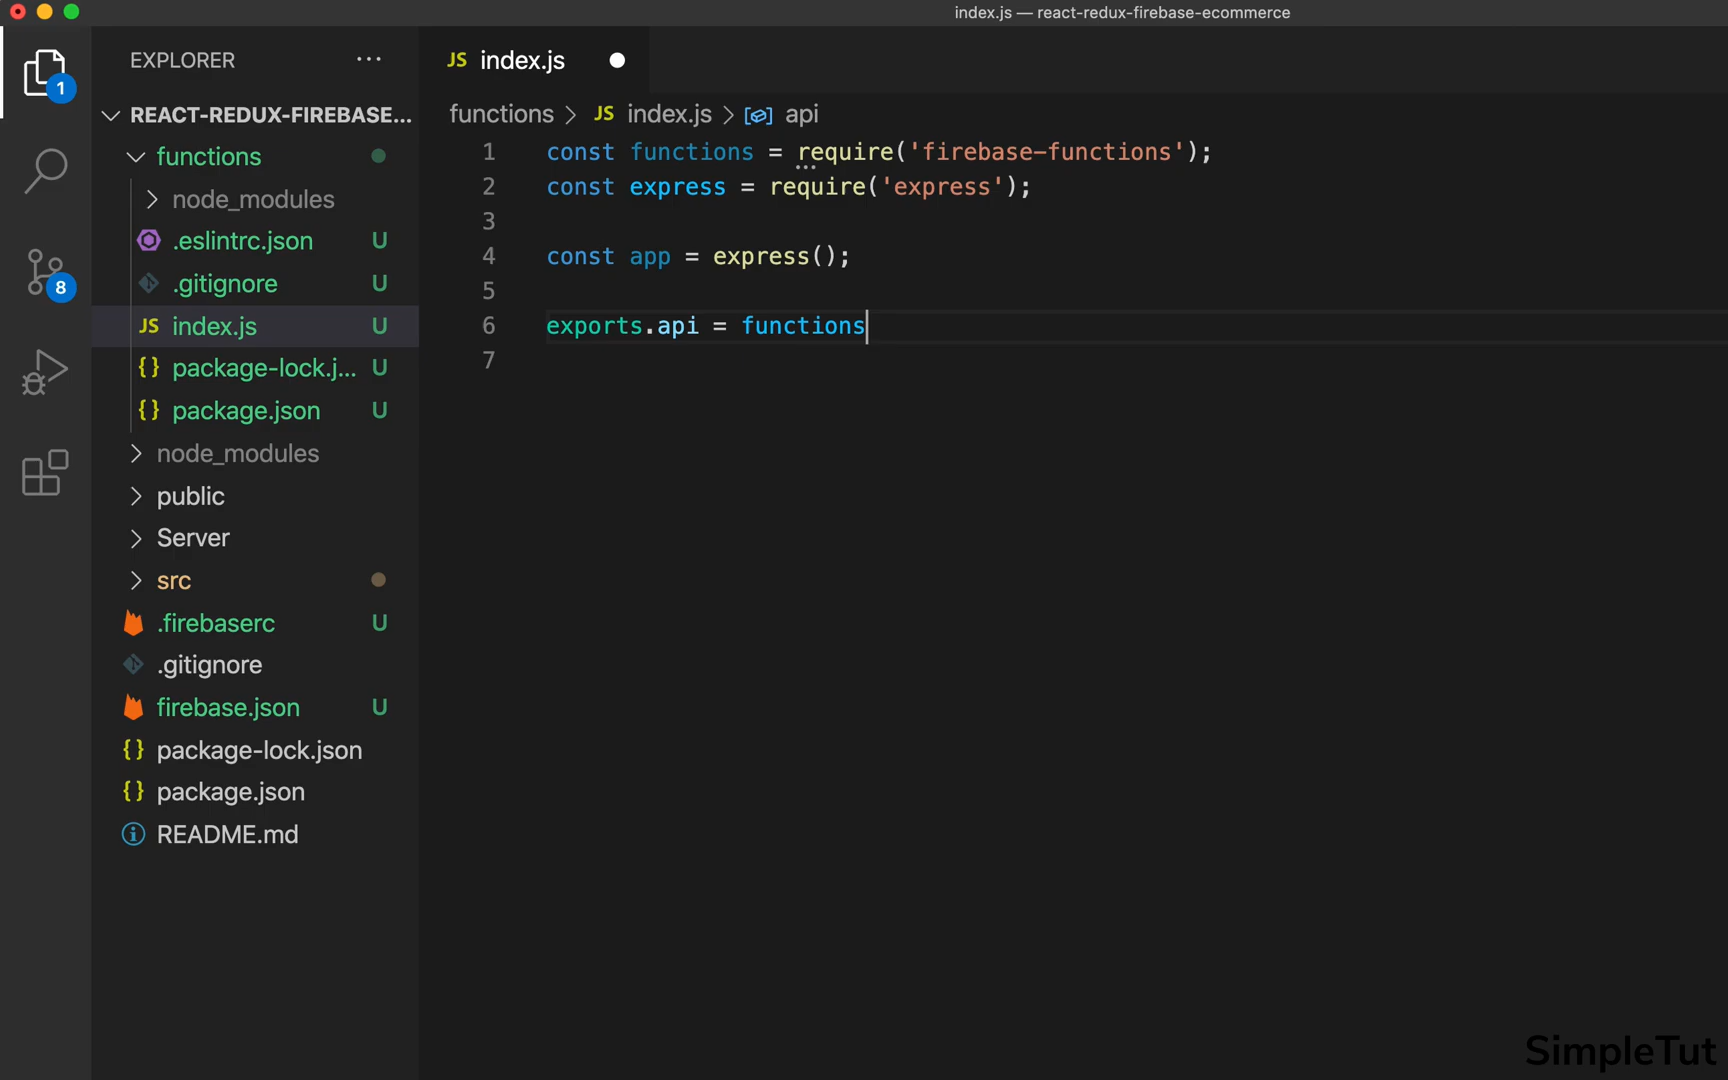 index.js — react-redux-firebase-ecommerce
EXPLORER ...
JS index.js
1
REACT-REDUX-FIREBASE...
functions > JS index.js > api
functions
1 const functions = require('firebase-functions');
node_modules
2 const express = require('express');
3
.eslintrc.json U
4 const app = express();
8
.gitignore U
5
JS index.js U
6 exports.api = functions
{} package-lock.j... U
7
{} package.json U
node_modules
public
Server
src
.firebaserc U
.gitignore
firebase.json U
{} package-lock.json
{} package.json
README.md
SimpleTut